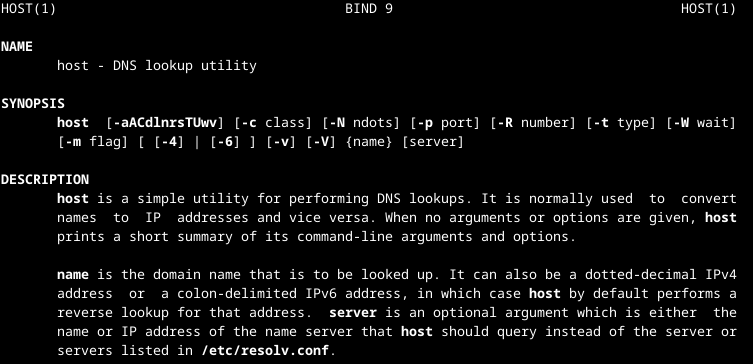 HOST(1) BIND 9 HOST(1)
NAME
host - DNS lookup utility
SYNOPSIS
host [-aACdlnrsTUwv] [-c class] [-N ndots] [-p port] [-R number] [-t type] [-W wait]
[-m flag] [ [-4] | [-6] ] [-v] [-V] {name} [server]
DESCRIPTION
host is a simple utility for performing DNS lookups. It is normally used to convert
names to IP addresses and vice versa. When no arguments or options are given, host
prints a short summary of its command-line arguments and options.
name is the domain name that is to be looked up. It can also be a dotted-decimal IPv4
address or a colon-delimited IPv6 address, in which case host by default performs a
reverse lookup for that address. server is an optional argument which is either the
name or IP address of the name server that host should query instead of the server or
servers listed in /etc/resolv.conf.